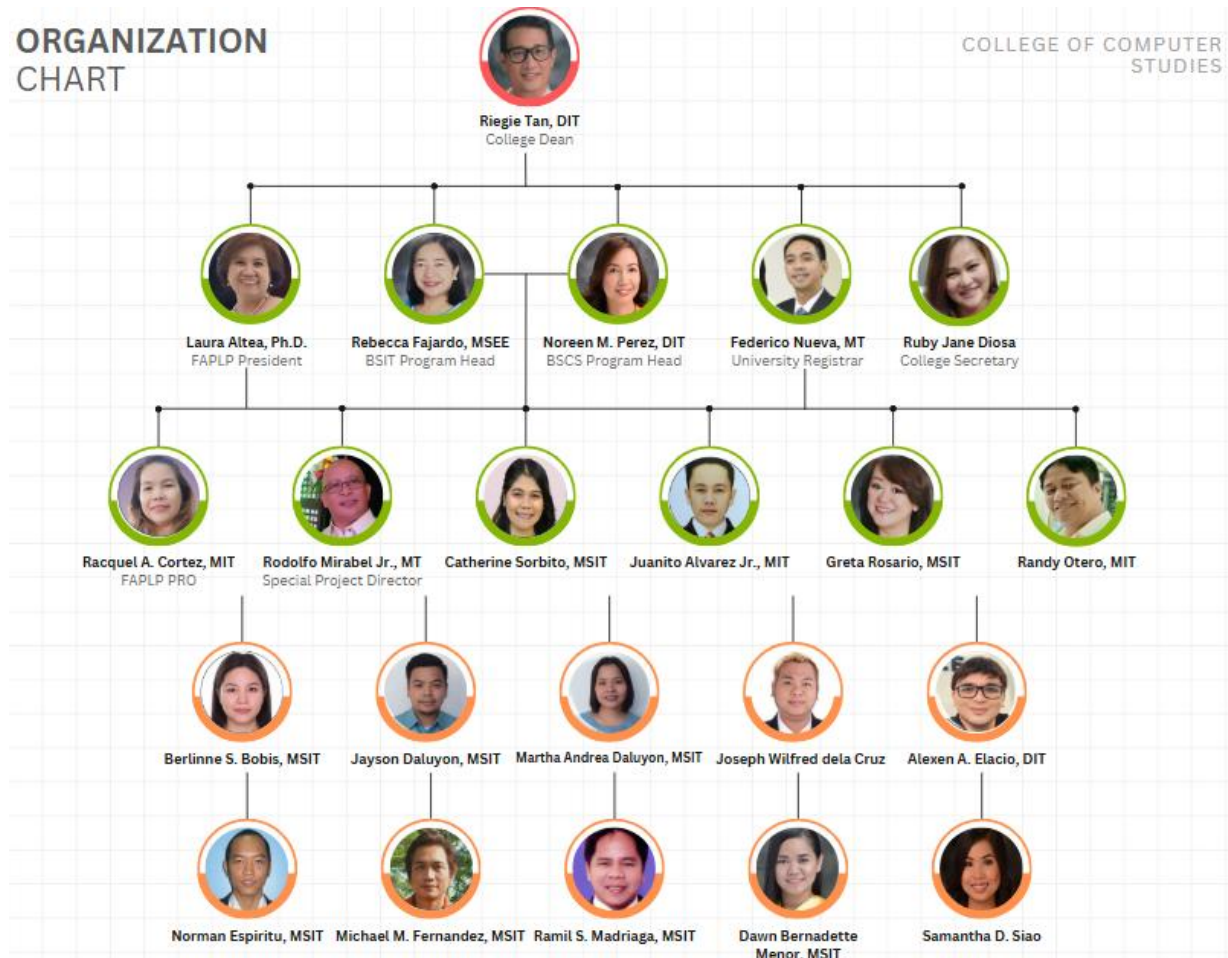 ORGANIZATION
CHART
COLLEGE OF COMPUTER
STUDIES
Riegie Tan, DIT
College Dean
Laura Altea, Ph.D.
FAPLP President
Rebecca Fajardo, MSEE
BSIT Program Head
Noreen M. Perez, DIT
BSCS Program Head
Federico Nueva, MT
University Registrar
Ruby Jane Diosa
College Secretary
Racquel A. Cortez, MIT
FAPLP PRO
Rodolfo Mirabel Jr., MT
Special Project Director
Catherine Sorbito, MSIT
Juanito Alvarez Jr., MIT
Greta Rosario, MSIT
Randy Otero, MIT
Berlinne S. Bobis, MSIT
Jayson Daluyon, MSIT
Martha Andrea Daluyon, MSIT
Joseph Wilfred dela Cruz
Alexen A. Elacio, DIT
Norman Espiritu, MSIT
Michael M. Fernandez, MSIT
Ramil S. Madriaga, MSIT
Dawn Bernadette
Menor, MSIT
Samantha D. Siao